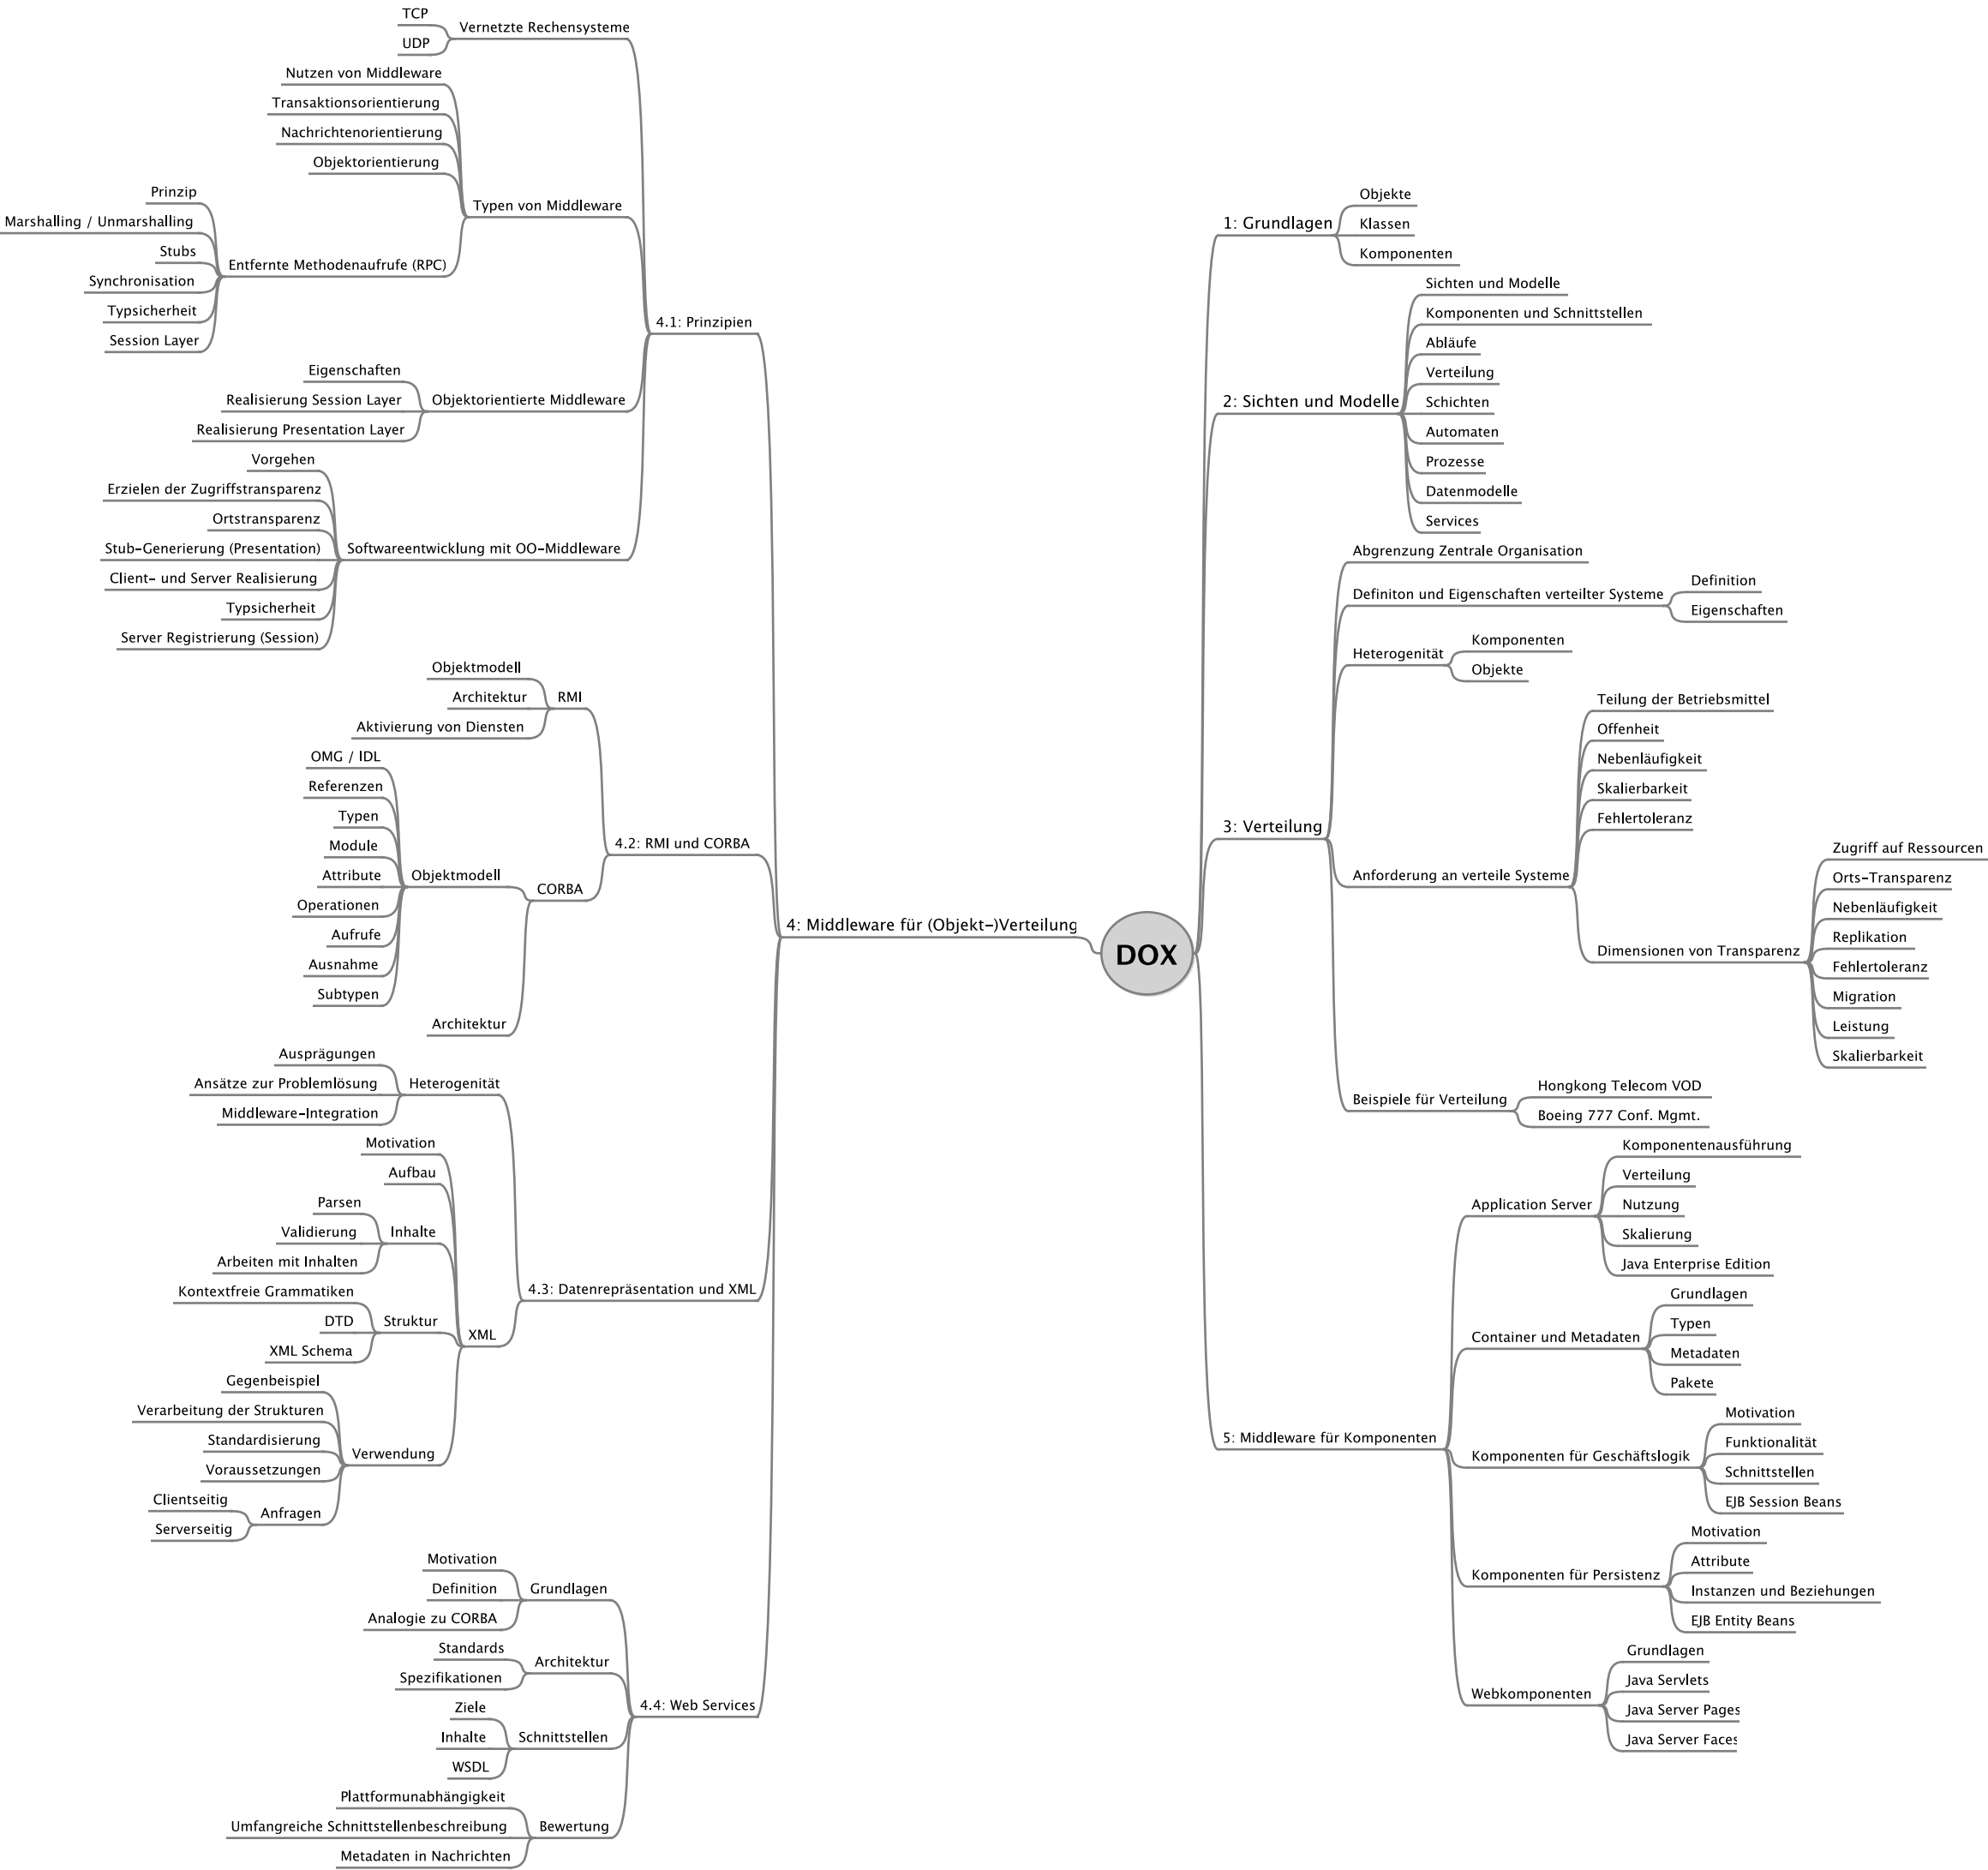 DOX
1: Grundlagen
Objekte
Klassen
Komponenten
2: Sichten und Modelle
Sichten und Modelle
Komponenten und Schnittstellen
Abläufe
Verteilung
Schichten
Automaten
Prozesse
Datenmodelle
Services
3: Verteilung
Abgrenzung Zentrale Organisation
Definiton und Eigenschaften verteilter Systeme
Definition
Eigenschaften
Heterogenität
Komponenten
Objekte
Anforderung an verteile Systeme
Teilung der Betriebsmittel
Offenheit
Nebenläufigkeit
Skalierbarkeit
Fehlertoleranz
Dimensionen von Transparenz
Zugriff auf Ressourcen
Orts-Transparenz
Nebenläufigkeit
Replikation
Fehlertoleranz
Migration
Leistung
Skalierbarkeit
Beispiele für Verteilung
Hongkong Telecom VOD
Boeing 777 Conf. Mgmt.
4: Middleware für (Objekt-)Verteilung
4.1: Prinzipien
Vernetzte Rechensysteme
TCP
UDP
Typen von Middleware
Nutzen von Middleware
Transaktionsorientierung
Nachrichtenorientierung
Objektorientierung
Entfernte Methodenaufrufe (RPC)
Prinzip
Marshalling / Unmarshalling
Stubs
Synchronisation
Typsicherheit
Session Layer
Objektorientierte Middleware
Eigenschaften
Realisierung Session Layer
Realisierung Presentation Layer
Softwareentwicklung mit OO-Middleware
Vorgehen
Erzielen der Zugriffstransparenz
Ortstransparenz
Stub-Generierung (Presentation)
Client- und Server Realisierung
Typsicherheit
Server Registrierung (Session)
4.2: RMI und CORBA
RMI
Objektmodell
Architektur
Aktivierung von Diensten
CORBA
Objektmodell
OMG / IDL
Referenzen
Typen
Module
Attribute
Operationen
Aufrufe
Ausnahme
Subtypen
Architektur
4.3: Datenrepräsentation und XML
Heterogenität
Ausprägungen
Ansätze zur Problemlösung
Middleware-Integration
XML
Motivation
Aufbau
Inhalte
Parsen
Validierung
Arbeiten mit Inhalten
Struktur
Kontextfreie Grammatiken
DTD
XML Schema
Verwendung
Gegenbeispiel
Verarbeitung der Strukturen
Standardisierung
Voraussetzungen
Anfragen
Clientseitig
Serverseitig
4.4: Web Services
Grundlagen
Motivation
Definition
Analogie zu CORBA
Architektur
Standards
Spezifikationen
Schnittstellen
Ziele
Inhalte
WSDL
Bewertung
Plattformunabhängigkeit
Umfangreiche Schnittstellenbeschreibung
Metadaten in Nachrichten
5: Middleware für Komponenten
Application Server
Komponentenausführung
Verteilung
Nutzung
Skalierung
Java Enterprise Edition
Container und Metadaten
Grundlagen
Typen
Metadaten
Pakete
Komponenten für Geschäftslogik
Motivation
Funktionalität
Schnittstellen
EJB Session Beans
Komponenten für Persistenz
Motivation
Attribute
Instanzen und Beziehungen
EJB Entity Beans
Webkomponenten
Grundlagen
Java Servlets
Java Server Pages
Java Server Faces